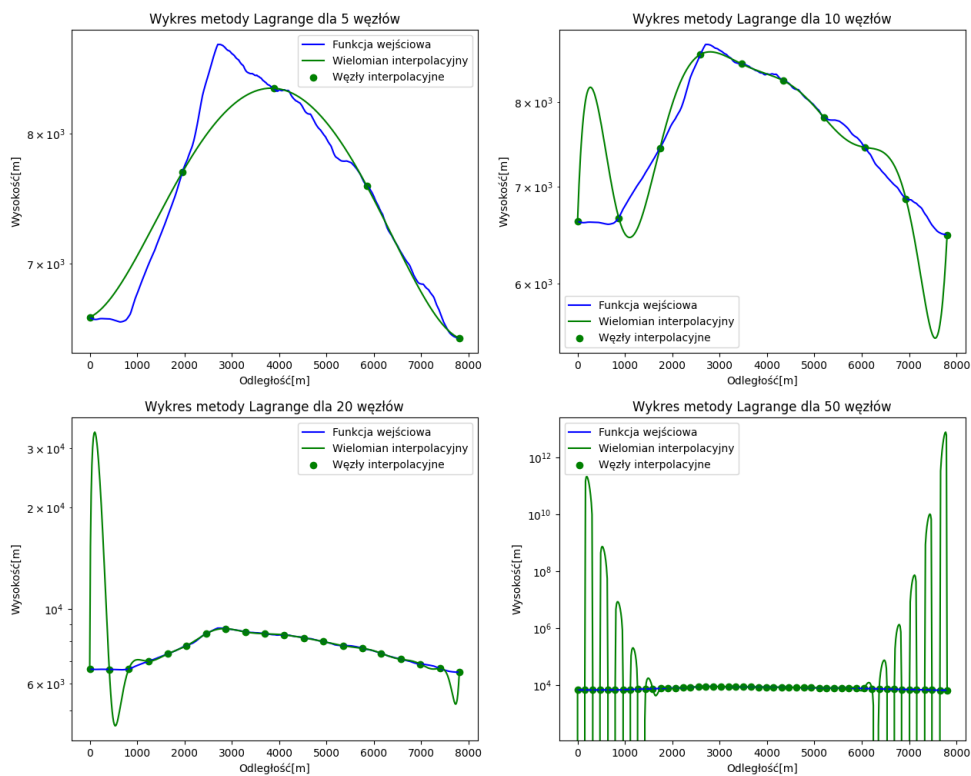 Wykres metody Lagrange dla 5 węzłów
Funkcja wejściowa
Wielomian interpolacyjny
Węzły interpolacyjne
8 × 10³
7 × 10³
Wysokość[m]
0 1000 2000 3000 4000 5000 6000 7000 8000
Odległość[m]
Wykres metody Lagrange dla 10 węzłów
8 × 10³
7 × 10³
6 × 10³
Wysokość[m]
Funkcja wejściowa
Wielomian interpolacyjny
Węzły interpolacyjne
0 1000 2000 3000 4000 5000 6000 7000 8000
Odległość[m]
Wykres metody Lagrange dla 20 węzłów
Funkcja wejściowa
Wielomian interpolacyjny
Węzły interpolacyjne
3 × 10⁴
2 × 10⁴
10⁴
6 × 10³
Wysokość[m]
0 1000 2000 3000 4000 5000 6000 7000 8000
Odległość[m]
Wykres metody Lagrange dla 50 węzłów
Funkcja wejściowa
Wielomian interpolacyjny
Węzły interpolacyjne
10¹²
10¹⁰
10⁸
10⁶
10⁴
Wysokość[m]
0 1000 2000 3000 4000 5000 6000 7000 8000
Odległość[m]